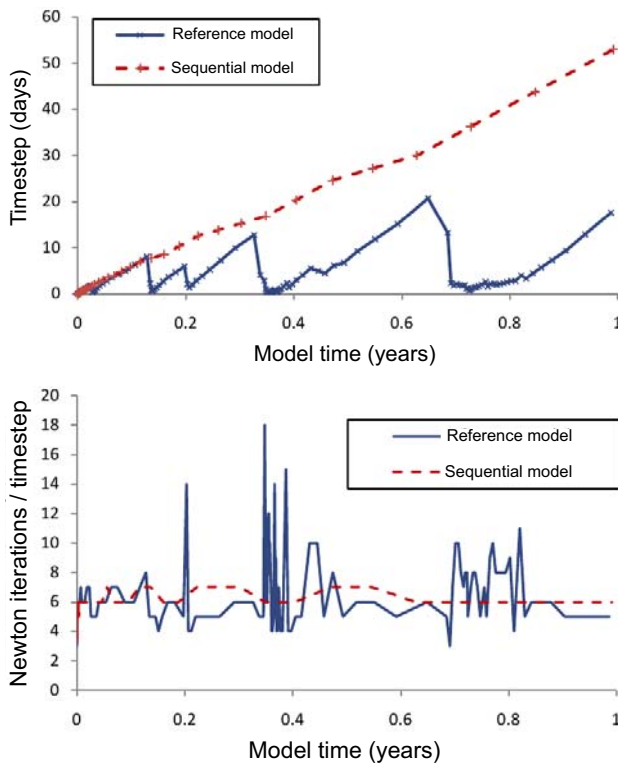 60
50
40
30
20
10
0
Timestep (days)
Reference model
Sequential model
0 0.2 0.4 0.6 0.8 1
Model time (years)
20
18
16
14
12
10
8
6
4
2
0
Newton iterrions / timestep
Reference model
Sequential model
0 0.2 0.4 0.6 0.8 1
Model time (years)